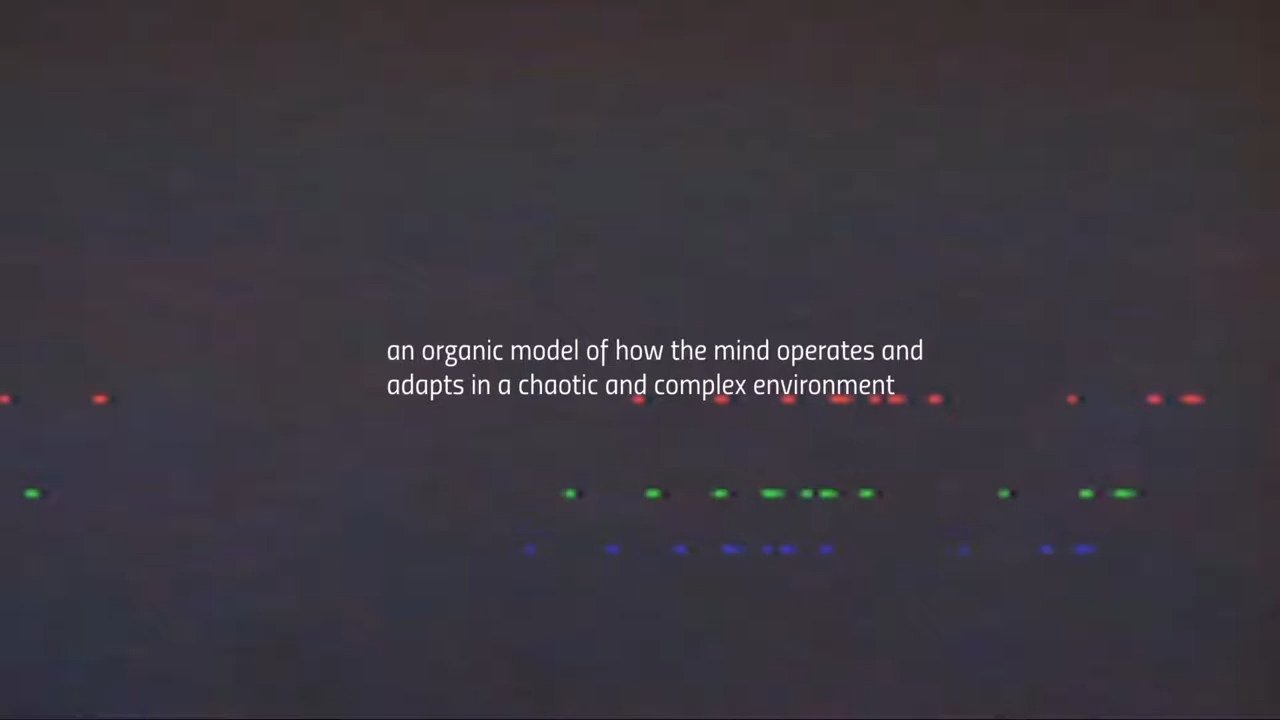 an organic model of how the mind operates and
adapts in a chaotic and complex environment